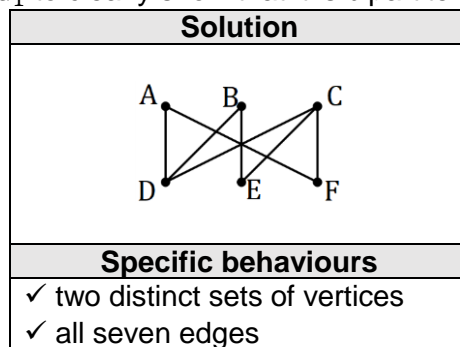 Solution
A B C
D E F
Specific behaviours
✓ two distinct sets of vertices
✓ all seven edges